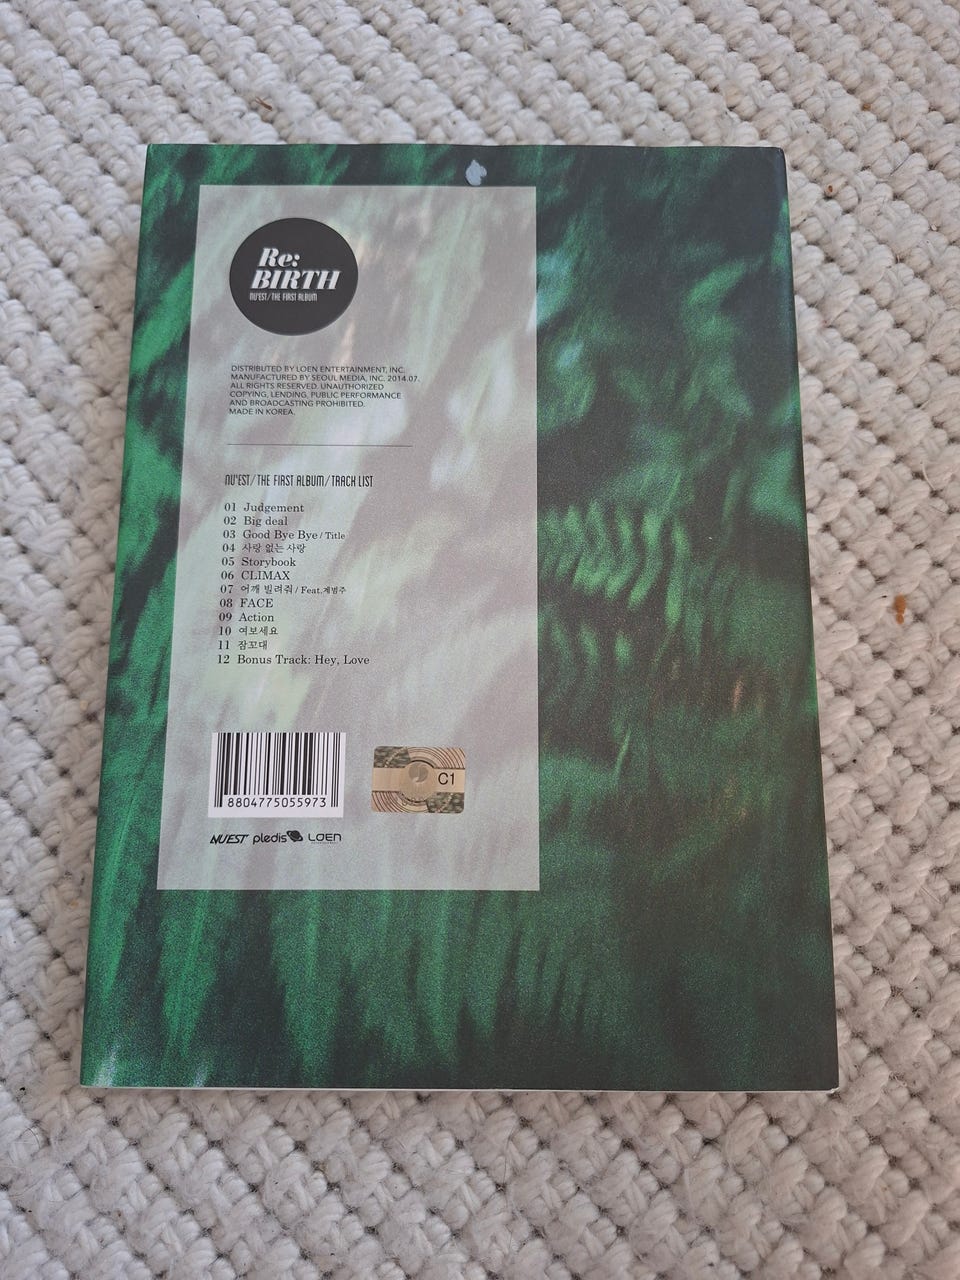 Re:
BIRTH
NU'EST/THE FIRST ALBUM
DISTRIBUTED BY LOEN ENTERTAINMENT, INC.
MANUFACTURED BY SEOUL MEDIA, INC. 2014.07.
ALL RIGHTS RESERVED. UNAUTHORIZED
COPYING, LENDING, PUBLIC PERFORMANCE
AND BROADCASTING PROHIBITED.
MADE IN KOREA.
NU'EST/THE FIRST ALBUM/TRACK LIST
01 Judgement
02 Big deal
03 Good Bye Bye / Title
04 사랑 없는 사랑
05 Storybook
06 CLIMAX
07 어깨 빌려줘 / Feat.계범주
08 FACE
09 Action
10 여보세요
11 잠꼬대
12 Bonus Track: Hey, Love
8804775055973
C1
NU'EST pledis LOEN